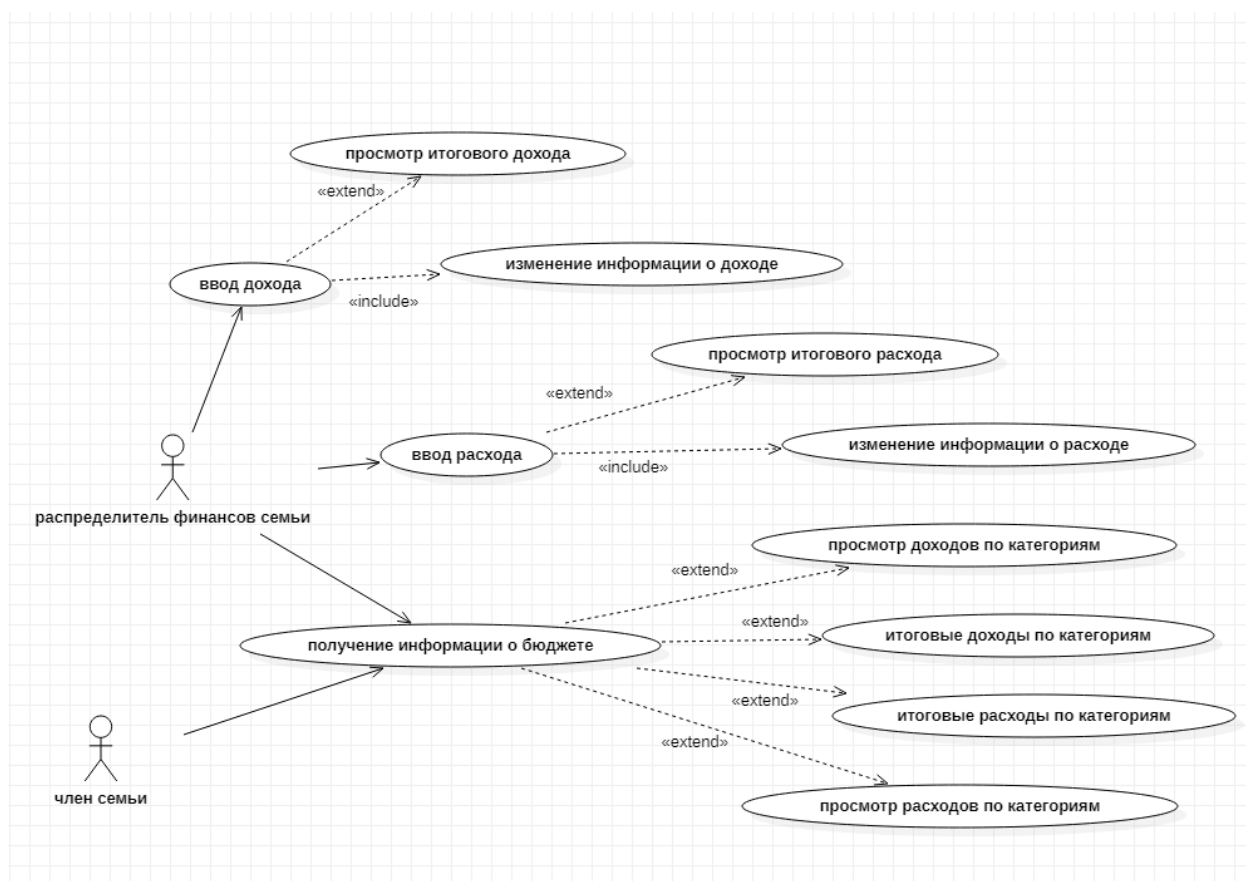 просмотр итогового дохода
«extend»
изменение информации о доходе
ввод дохода
«include»
просмотр итогового расхода
«extend»
изменение информации о расходе
ввод расхода
«include»
распределитель финансов семьи
просмотр доходов по категориям
«extend»
«extend»
итоговые доходы по категориям
получение информации о бюджете
«extend»
итоговые расходы по категориям
«extend»
член семьи
просмотр расходов по категориям